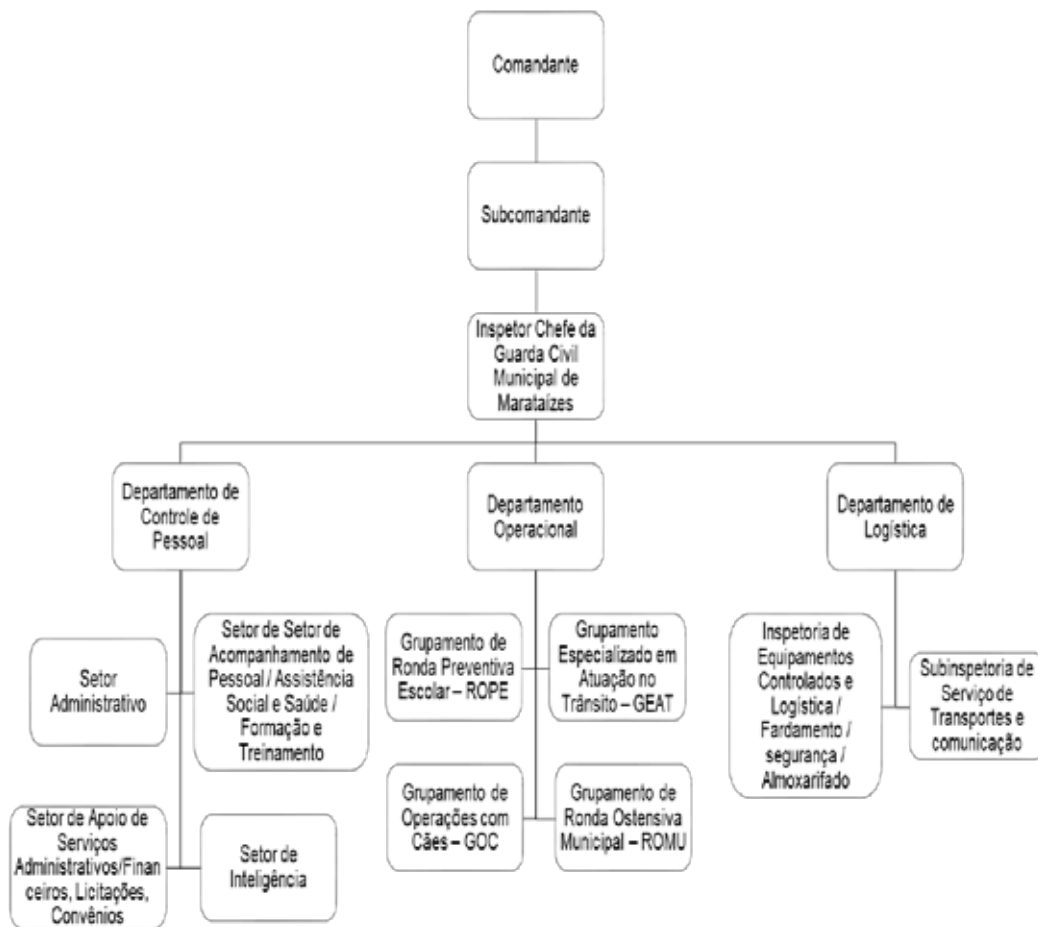 Comandante
Subcomandante
Inspetor Chefe da
Guarda Civil
Municipal de
Marataízes
Departamento de
Controle de
Pessoal
Departamento
Operacional
Departamento de
Logística
Setor
Administrativo
Setor de Setor de
Acompanhamento de
Pessoal / Assistência
Social e Saúde /
Formação e
Treinamento
Grupamento de
Ronda Preventiva
Escolar – ROPE
Grupamento
Especializado em
Atuação no
Trânsito – GEAT
Inspetoria de
Equipamentos
Controlados e
Logística /
Fardamento /
segurança /
Almoxarifado
Subinspetoria de
Serviço de
Transportes e
comunicação
Setor de Apoio de
Serviços
Administrativos/Finan
ceiros, Licitações,
Convênios
Setor de
Inteligência
Grupamento de
Operações com
Cães – GOC
Grupamento de
Ronda Ostensiva
Municipal – ROMU